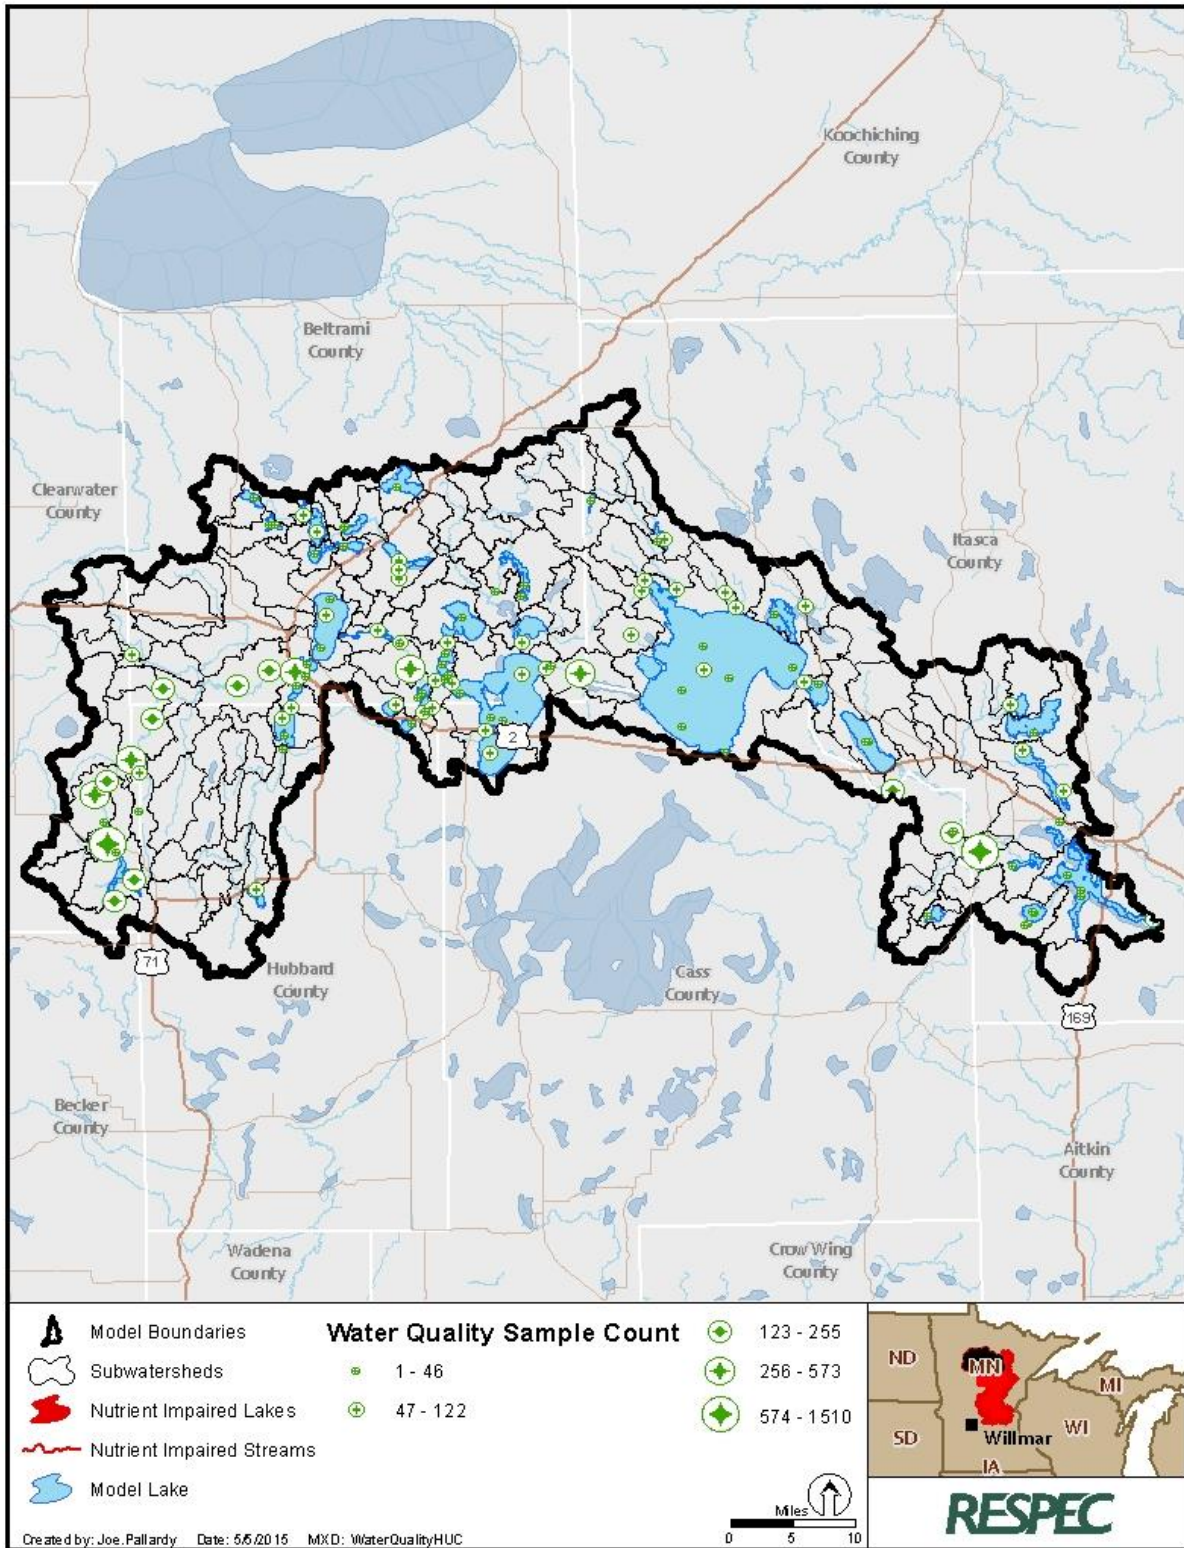 Koochiching
County
Beltrami
County
Clearwater
County
Itasca
County
2
71
Hubbard
County
Cass
County
169
Becker
County
Aitkin
County
Wadena
County
Crow Wing
County
Model Boundaries
Subwatersheds
Nutrient Impaired Lakes
Nutrient Impaired Streams
Model Lake
Water Quality Sample Count
1 - 46
47 - 122
123 - 255
256 - 573
574 - 1510
Miles
0 5 10
Created by: Joe.Pallardy Date: 5/5/2015 MXD: WaterQualityHUC
ND
MN
MI
SD
WI
Willmar
IA
RESPEC